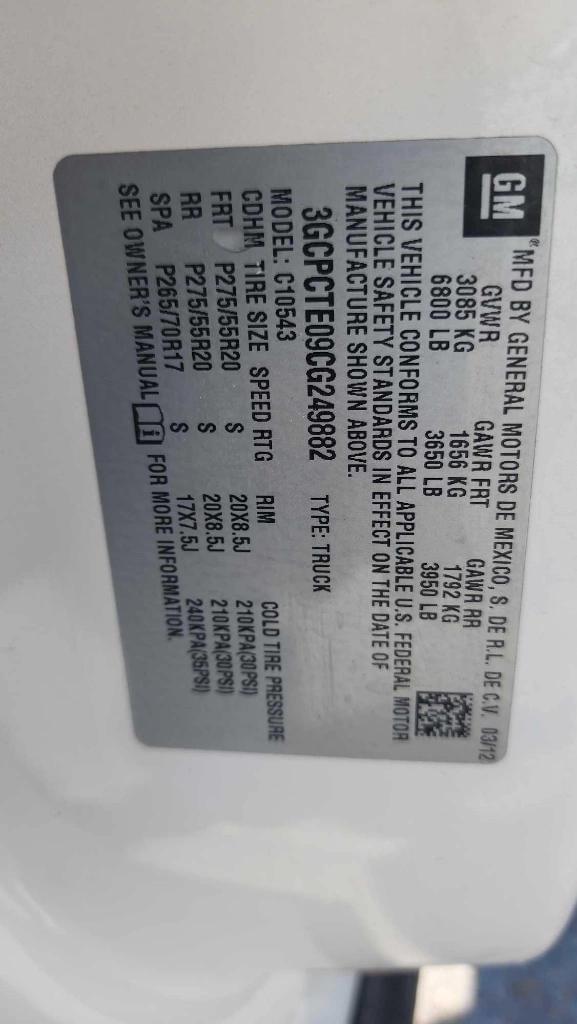 GM
®MFD BY GENERAL MOTORS DE MEXICO, S. DE R.L. DE C.V. 03/12
GVWR GAWR FRT GAWR RR
3085 KG 1656 KG 1792 KG
6800 LB 3650 LB 3950 LB
THIS VEHICLE CONFORMS TO ALL APPLICABLE U.S. FEDERAL MOTOR
VEHICLE SAFETY STANDARDS IN EFFECT ON THE DATE OF
MANUFACTURE SHOWN ABOVE.
3GCPCTE09CG249882 TYPE: TRUCK
MODEL: C10543
CDHM TIRE SIZE SPEED RTG RIM COLD TIRE PRESSURE
FRT P275/55R20 S 20X8.5J 210KPA(30PSI)
RR P275/55R20 S 20X8.5J 210KPA(30PSI)
SPA P265/70R17 S 17X7.5J 240KPA(35PSI)
SEE OWNER'S MANUAL FOR MORE INFORMATION.